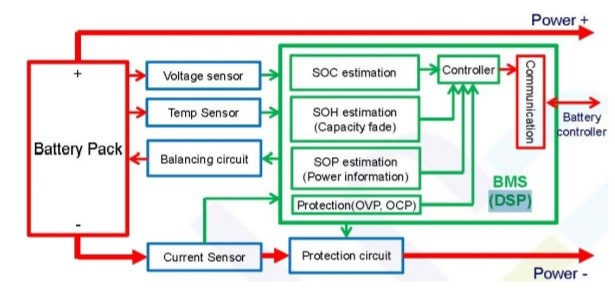 Power +
+
Voltage sensor
SOC estimation
Controller
Communication
Temp Sensor
SOH estimation
(Capacity fade)
Battery
controller
Battery Pack
Balancing circuit
SOP estimation
(Power information)
BMS
(DSP)
Protection(OVP, OCP)
-
Current Sensor
Protection circuit
Power -